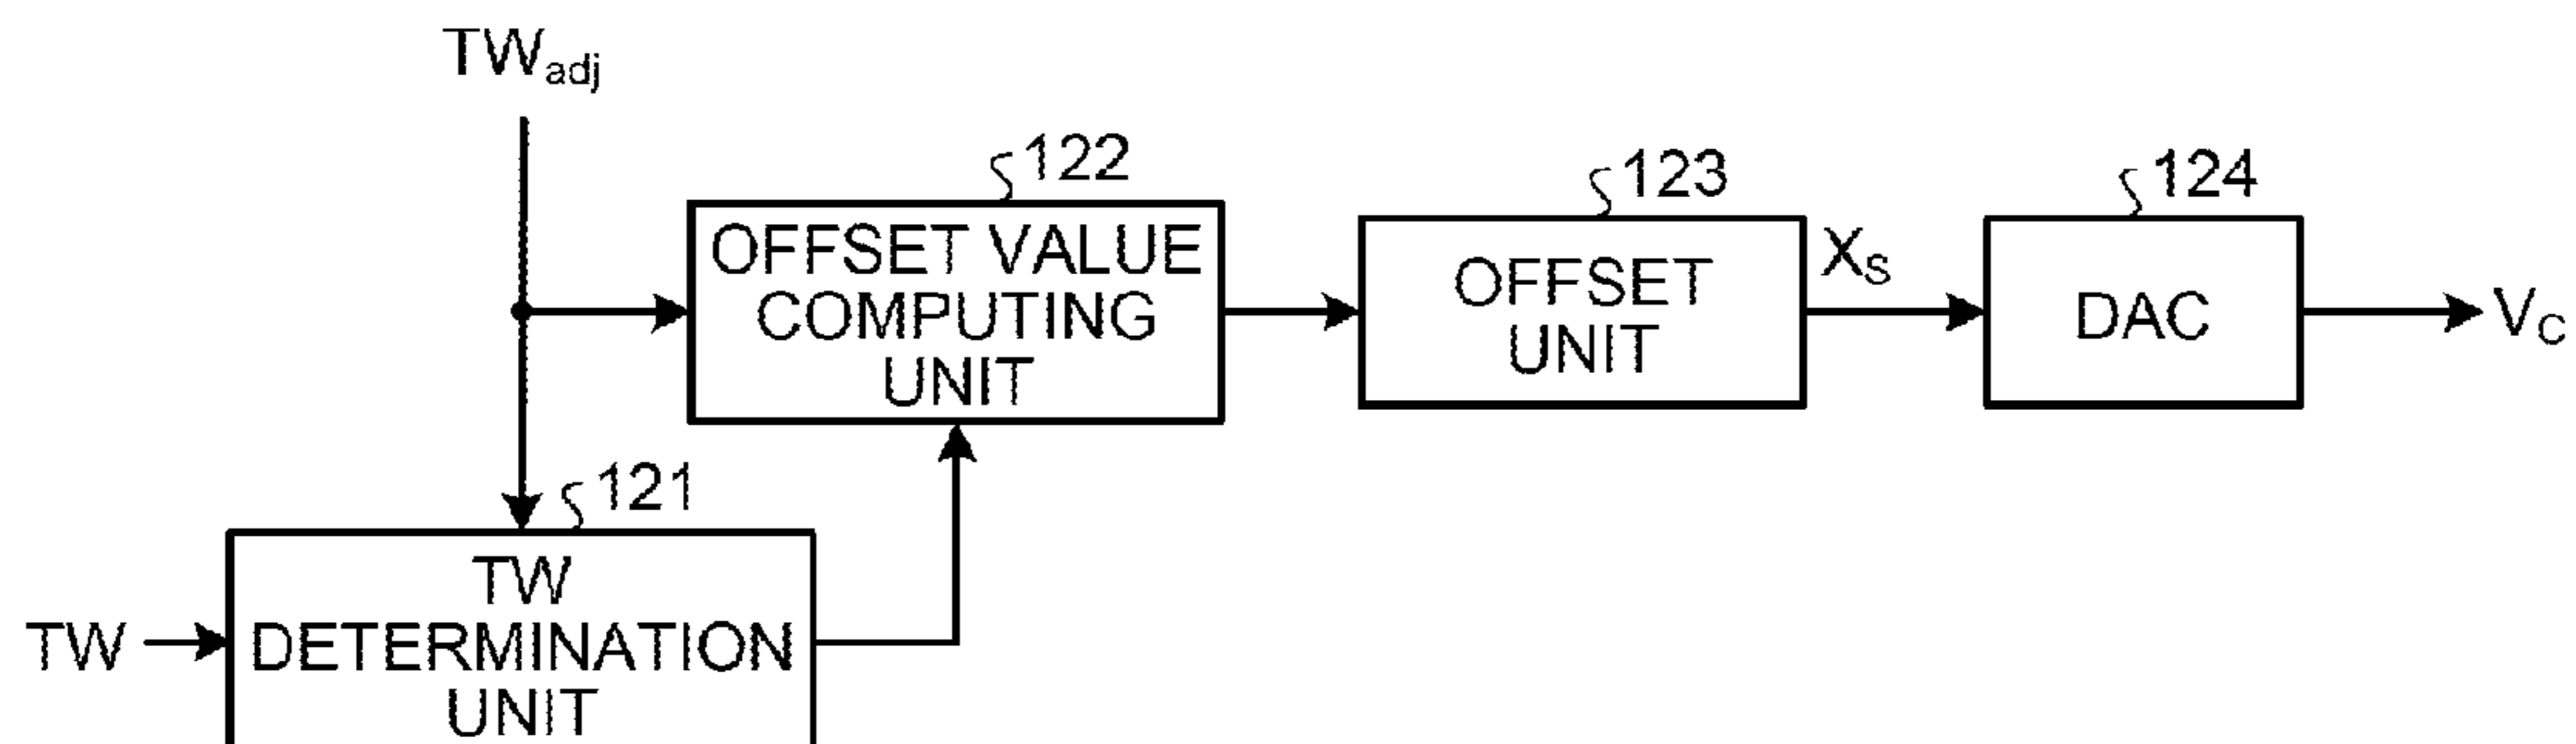 TWadj
122
OFFSET VALUE
COMPUTING
UNIT
123
OFFSET
UNIT
XS
124
DAC
VC
121
TW
TW
DETERMINATION
UNIT